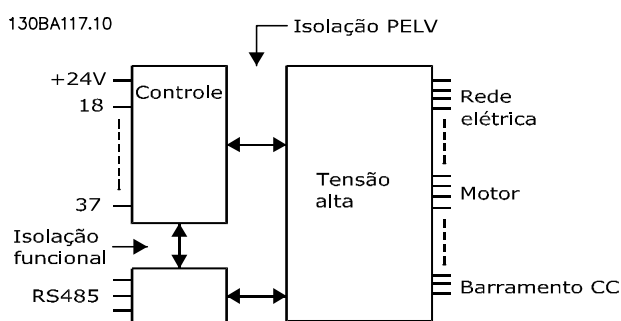 130BA117.10
Isolação PELV
+24V
18
37
Controle
Tensão
alta
Rede
elétrica
Motor
Barramento CC
Isolação
funcional
RS485